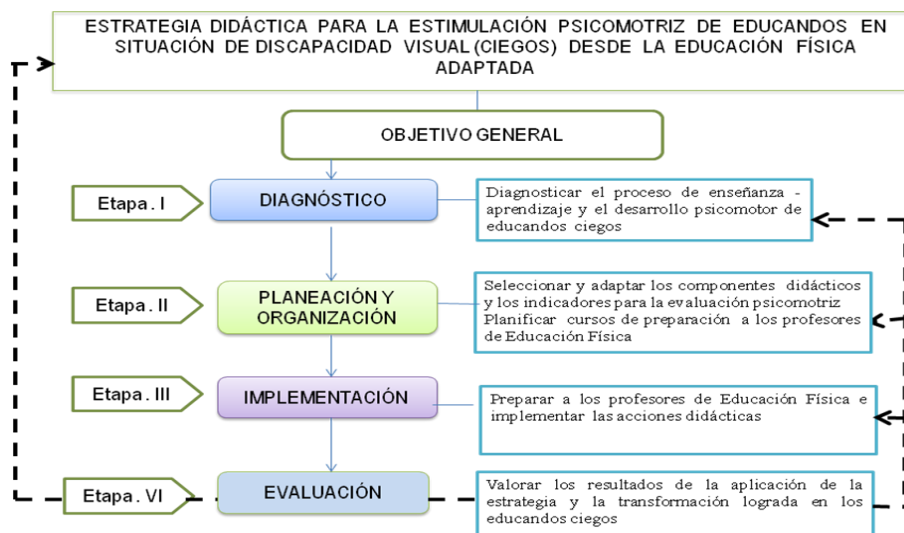 ESTRATEGIA DIDÁCTICA PARA LA ESTIMULACIÓN PSICOMOTRIZ DE EDUCANDOS EN
SITUACIÓN DE DISCAPACIDAD VISUAL (CIEGOS) DESDE LA EDUCACIÓN FÍSICA
ADAPTADA
OBJETIVO GENERAL
Etapa. I
DIAGNÓSTICO
Diagnosticar el proceso de enseñanza -
aprendizaje y el desarrollo psicomotor de
educandos ciegos
Etapa. II
PLANEACIÓN Y
ORGANIZACIÓN
Seleccionar y adaptar los componentes didácticos
y los indicadores para la evaluación psicomotriz
Planificar cursos de preparación a los profesores
de Educación Física
Etapa. III
IMPLEMENTACIÓN
Preparar a los profesores de Educación Física e
implementar las acciones didácticas
Etapa. VI
EVALUACIÓN
Valorar los resultados de la aplicación de la
estrategia y la transformación lograda en los
educandos ciegos